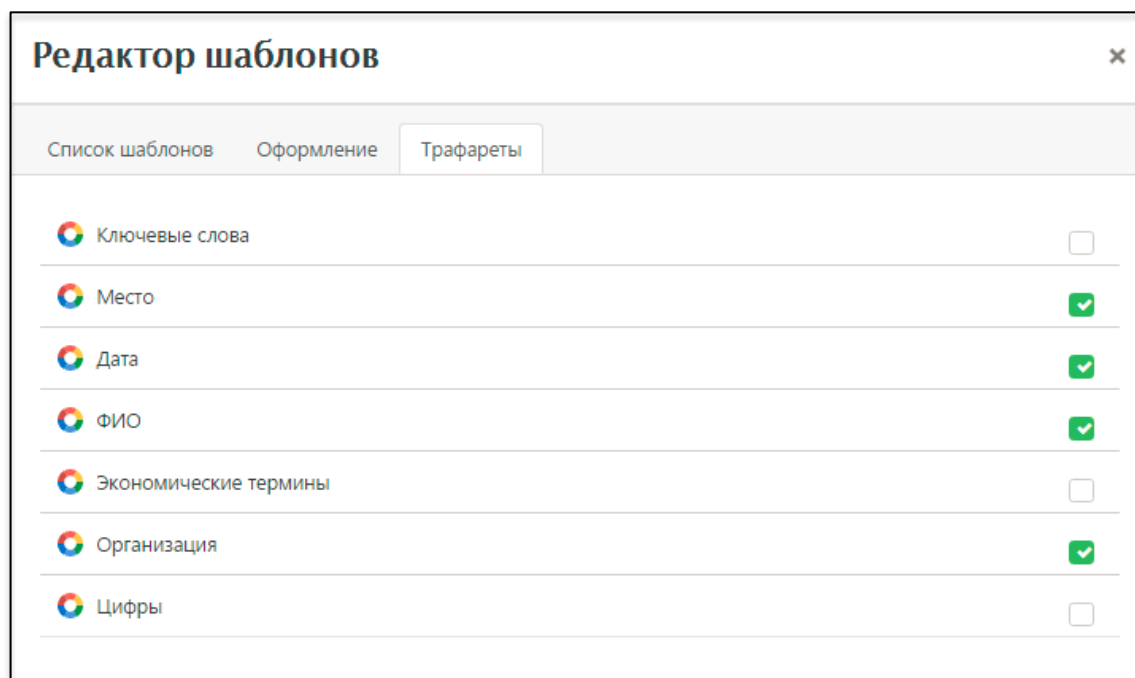 Редактор шаблонов
Список шаблонов Оформление Трафареты
Ключевые слова
Место
Дата
ФИО
Экономические термины
Организация
Цифры